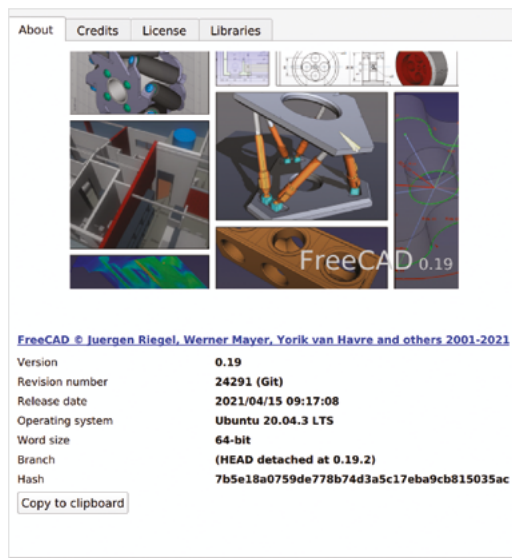 About Credits License Libraries
FreeCAD 0.19
FreeCAD © Juergen Riegel, Werner Mayer, Yorik van Havre and others 2001-2021
Version 0.19
Revision number 24291 (Git)
Release date 2021/04/15 09:17:08
Operating system Ubuntu 20.04.3 LTS
Word size 64-bit
Branch (HEAD detached at 0.19.2)
Hash 7b5e18a0759de778b74d3a5c17eba9cb815035ac
Copy to clipboard